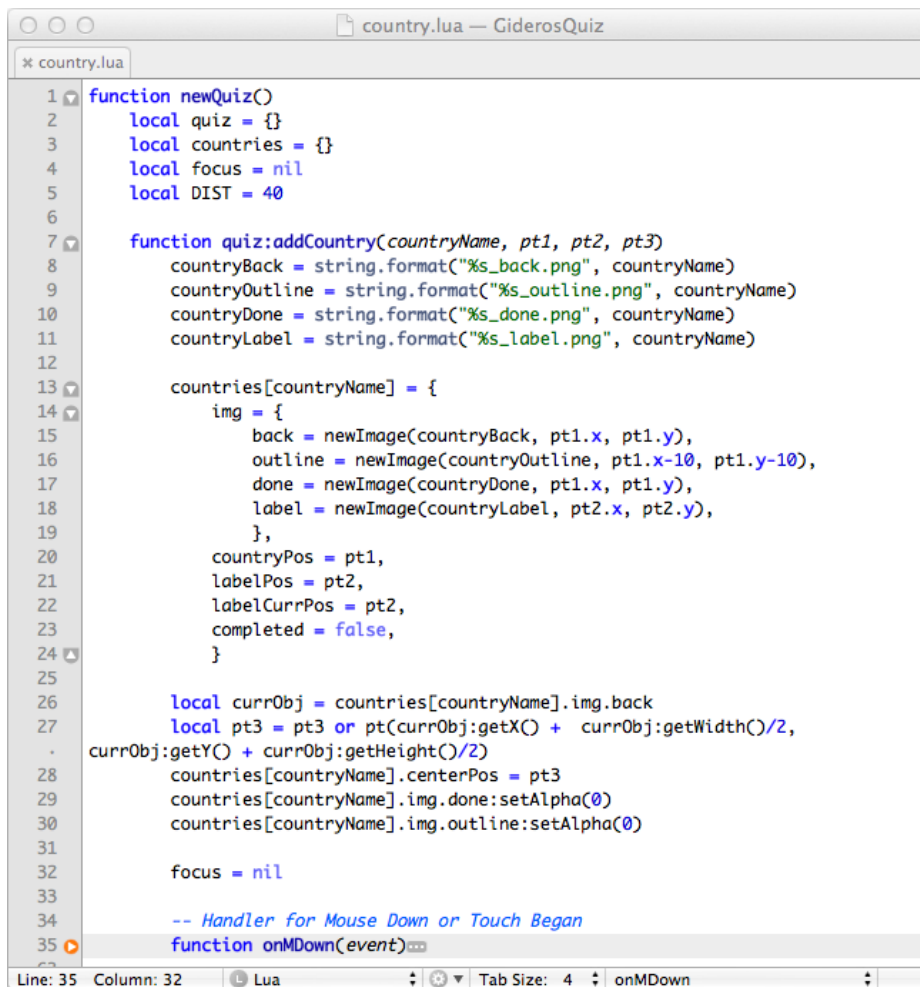 country.lua — GiderosQuiz
country.lua
1 function newQuiz()
2     local quiz = {}
3     local countries = {}
4     local focus = nil
5     local DIST = 40
6
7     function quiz:addCountry(countryName, pt1, pt2, pt3)
8         countryBack = string.format("%s_back.png", countryName)
9         countryOutline = string.format("%s_outline.png", countryName)
10         countryDone = string.format("%s_done.png", countryName)
11         countryLabel = string.format("%s_label.png", countryName)
12
13         countries[countryName] = {
14             img = {
15                 back = newImage(countryBack, pt1.x, pt1.y),
16                 outline = newImage(countryOutline, pt1.x-10, pt1.y-10),
17                 done = newImage(countryDone, pt1.x, pt1.y),
18                 label = newImage(countryLabel, pt2.x, pt2.y),
19                 },
20             countryPos = pt1,
21             labelPos = pt2,
22             labelCurrPos = pt2,
23             completed = false,
24             }
25
26         local currObj = countries[countryName].img.back
27         local pt3 = pt3 or pt(currObj:getX() +  currObj:getWidth()/2,
· currObj:getY() + currObj:getHeight()/2)
28         countries[countryName].centerPos = pt3
29         countries[countryName].img.done:setAlpha(0)
30         countries[countryName].img.outline:setAlpha(0)
31
32         focus = nil
33
34         -- Handler for Mouse Down or Touch Began
35         function onMDown(event)
Line: 35 Column: 32 L Lua Tab Size: 4 onMDown